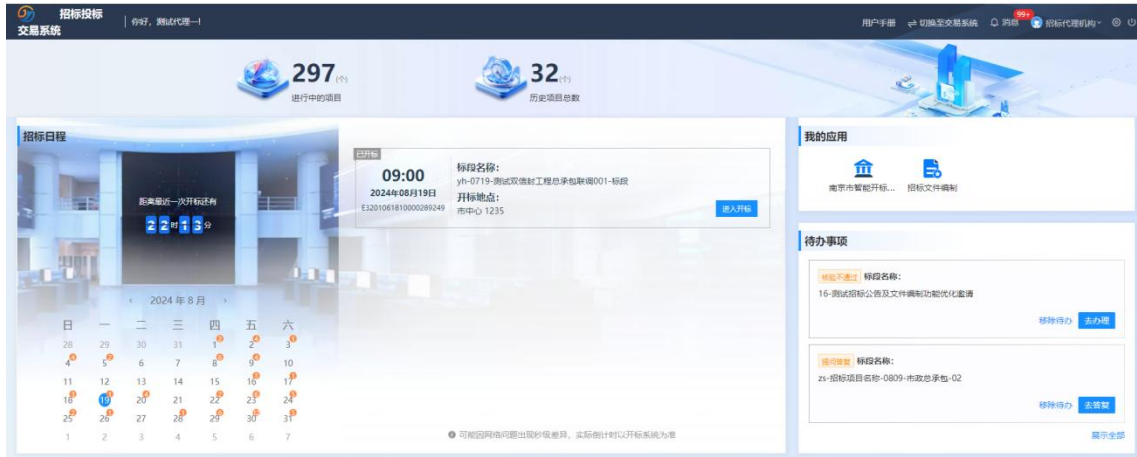 招标投标
交易系统
你好，测试代理一!
用户手册
切换至交易系统
消息
99+
招标代理机构
297(个)
进行中的项目
32(个)
历史项目总数
招标日程
距离最近一次开标还有
22时13分
2024年8月
日 一 二 三 四 五 六
28 29 30 31 1 2 3
4 5 6 7 8 9 10
11 12 13 14 15 16 17
18 19 20 21 22 23 24
25 26 27 28 29 30 31
1 2 3 4 5 6 7
已开标
09:00
2024年08月19日
E3201061810000289249
标段名称：
yh-0719-测试双信封工程总承包联调001-标段
开标地点：
市中心 1235
进入开标
可能因网络问题出现秒级差异，实际倒计时以开标系统为准
我的应用
南京市智能开标...
招标文件编制
待办事项
核验不通过 标段名称：
16-测试招标公告及文件编制功能优化邀请
移除待办 去办理
提问答复 标段名称：
zs-招标项目名称-0809-市政总承包-02
移除待办 去答复
展示全部